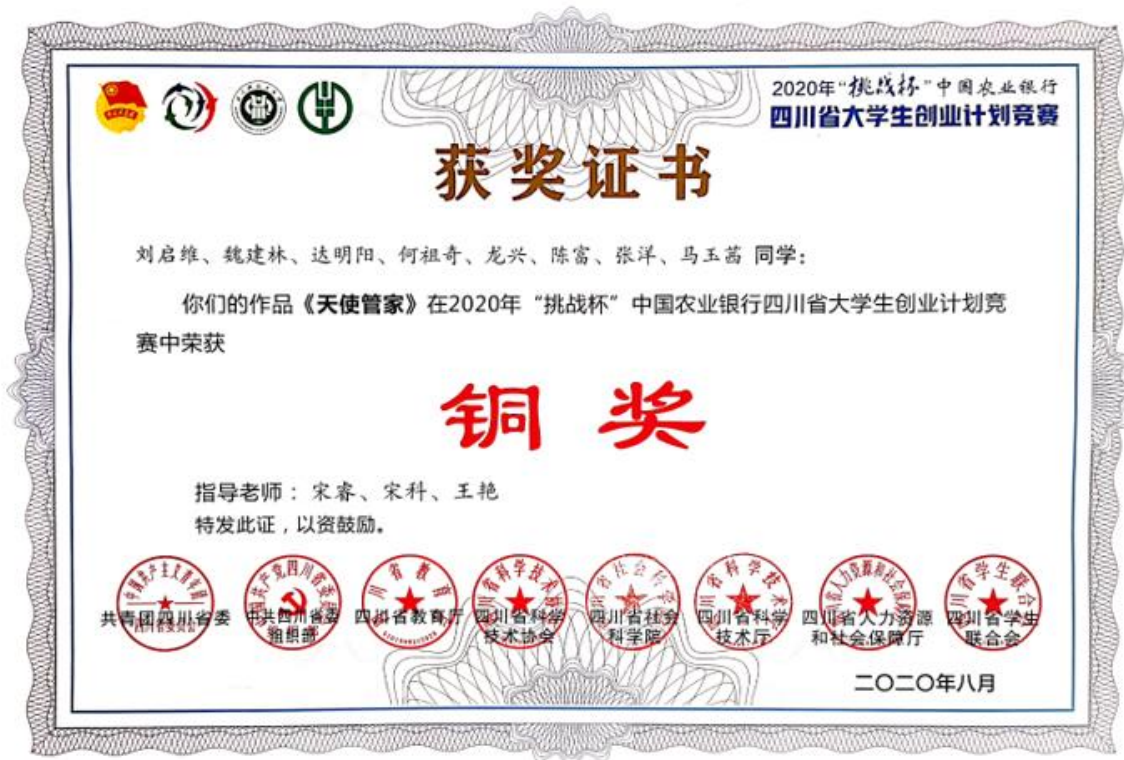 2020年“挑战杯”中国农业银行
四川省大学生创业计划竞赛
获奖证书
刘启维、魏建林、达明阳、何祖奇、龙兴、陈富、张洋、马玉茜 同学：
你们的作品《天使管家》在2020年“挑战杯”中国农业银行四川省大学生创业计划竞
赛中荣获
铜 奖
指导老师：宋睿、宋科、王艳
特发此证，以资鼓励。
共青团四川省委
中共四川省委
组织部
四川省教育厅
四川省科学
技术协会
四川省社会
科学院
四川省科学
技术厅
四川省人力资源
和社会保障厅
四川省学生
联合会
二〇二〇年八月